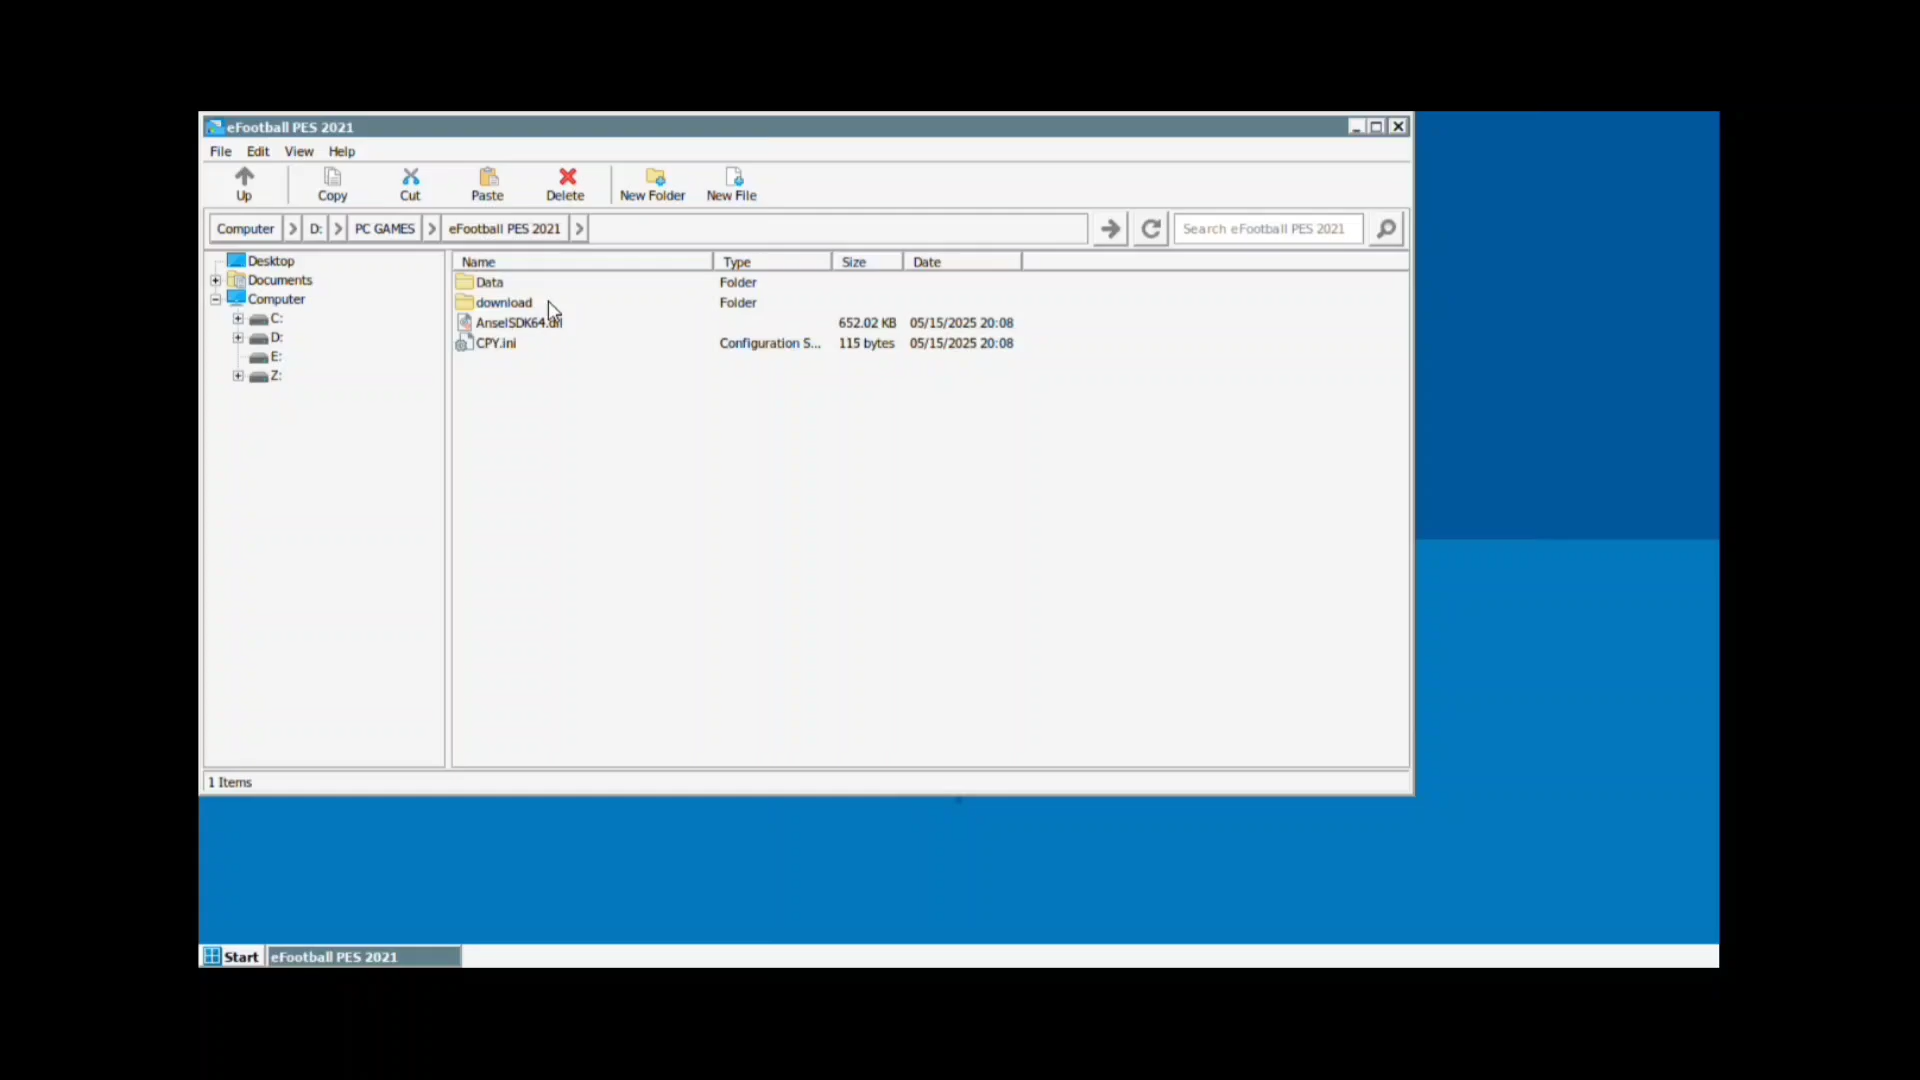 eFootball PES 2021
File Edit View Help
Up Copy Cut Paste Delete New Folder New File
Computer D: PC GAMES eFootball PES 2021 Search eFootball PES 2021
Desktop
Documents
Computer
C:
D:
E:
Z:
Name Type Size Date
Data Folder
download Folder
AnselSDK64.dll 652.02 KB 05/15/2025 20:08
CPY.ini Configuration S... 115 bytes 05/15/2025 20:08
1 Items
Start eFootball PES 2021